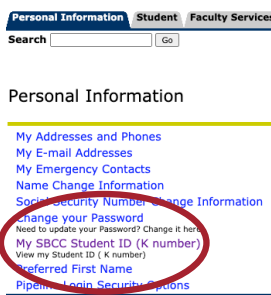 Personal Information Student Faculty Services
Search Go
Personal Information
My Addresses and Phones
My E-mail Addresses
My Emergency Contacts
Name Change Information
Social Security Number Change Information
Change your Password
Need to update your Password? Change it here
My SBCC Student ID (K number)
View my Student ID ( K number)
Preferred First Name
Pipeline Login Security Options